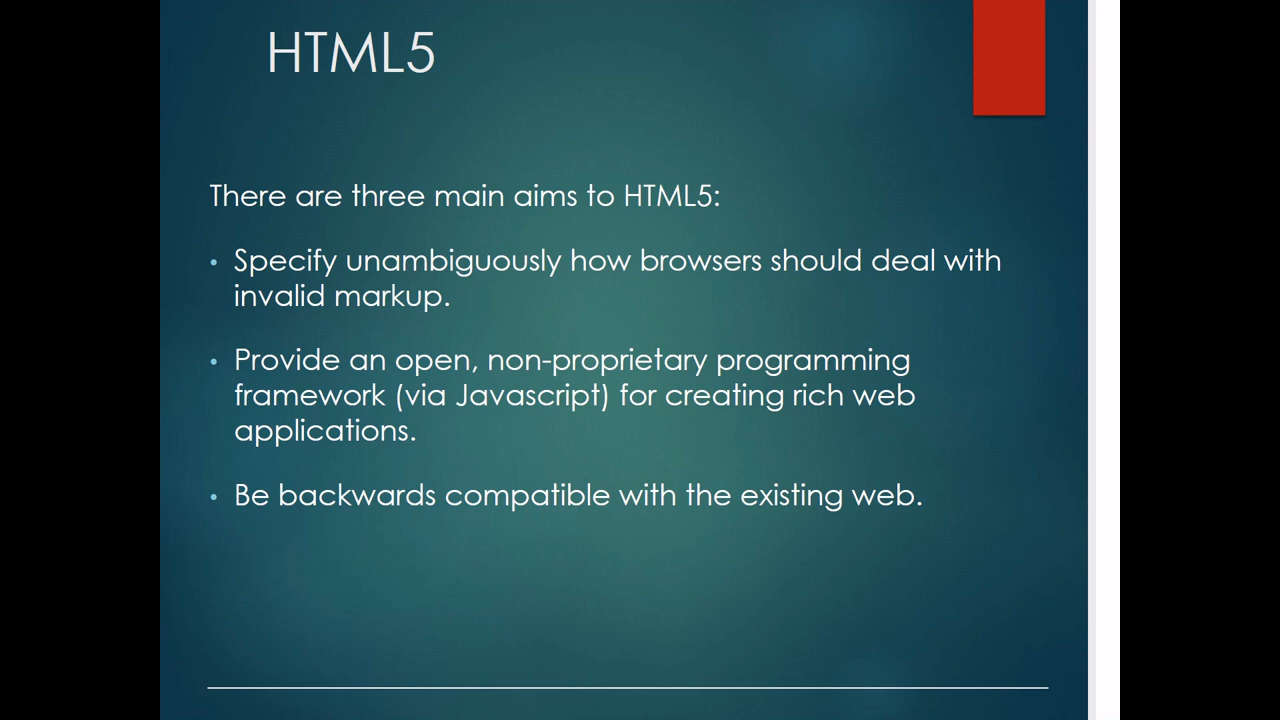 HTML5
There are three main aims to HTML5:
• Specify unambiguously how browsers should deal with
invalid markup.
• Provide an open, non-proprietary programming
framework (via Javascript) for creating rich web
applications.
• Be backwards compatible with the existing web.